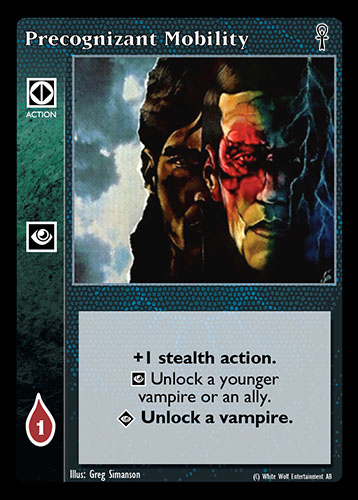 Precognizant Mobility
ACTION
+1 stealth action.
Unlock a younger
vampire or an ally.
Unlock a vampire.
1
Illus: Greg Simanson
(C) White Wolf Entertainment AB